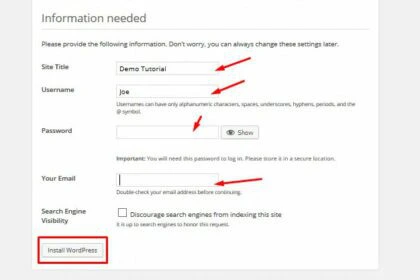 Information needed
Please provide the following information. Don't worry, you can always change these settings later.
Site Title
Demo Tutorial
Username
Joe
Usernames can have only alphanumeric characters, spaces, underscores, hyphens, periods, and the
@ symbol.
Password
Show
Important: You will need this password to log in. Please store it in a secure location.
Your Email
Double-check your email address before continuing.
Search Engine
Visibility
Discourage search engines from indexing this site
It is up to search engines to honor this request.
Install WordPress